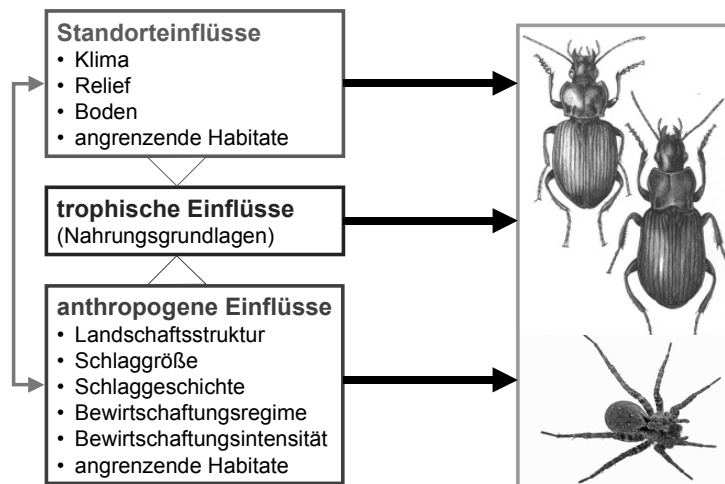 Standorteinflüsse
• Klima
• Relief
• Boden
• angrenzende Habitate
trophische Einflüsse
(Nahrungsgrundlagen)
anthropogene Einflüsse
• Landschaftsstruktur
• Schlaggröße
• Schlaggeschichte
• Bewirtschaftungsregime
• Bewirtschaftungsintensität
• angrenzende Habitate